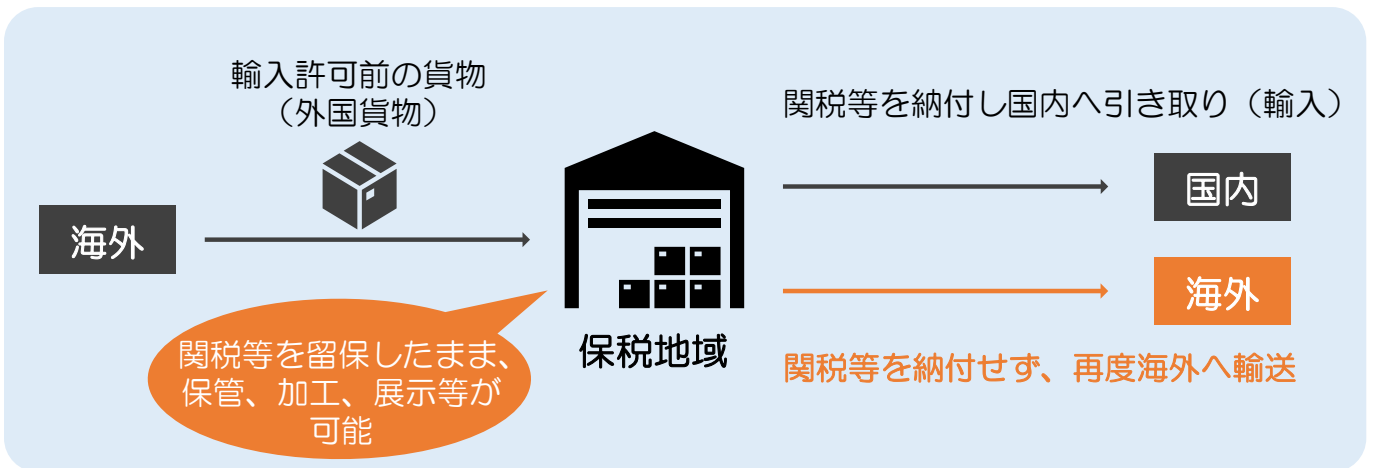 輸入許可前の貨物
（外国貨物）
関税等を納付し国内へ引き取り（輸入）
国内
海外
海外
関税等を留保したまま、
保管、加工、展示等が
可能
保税地域
関税等を納付せず、再度海外へ輸送